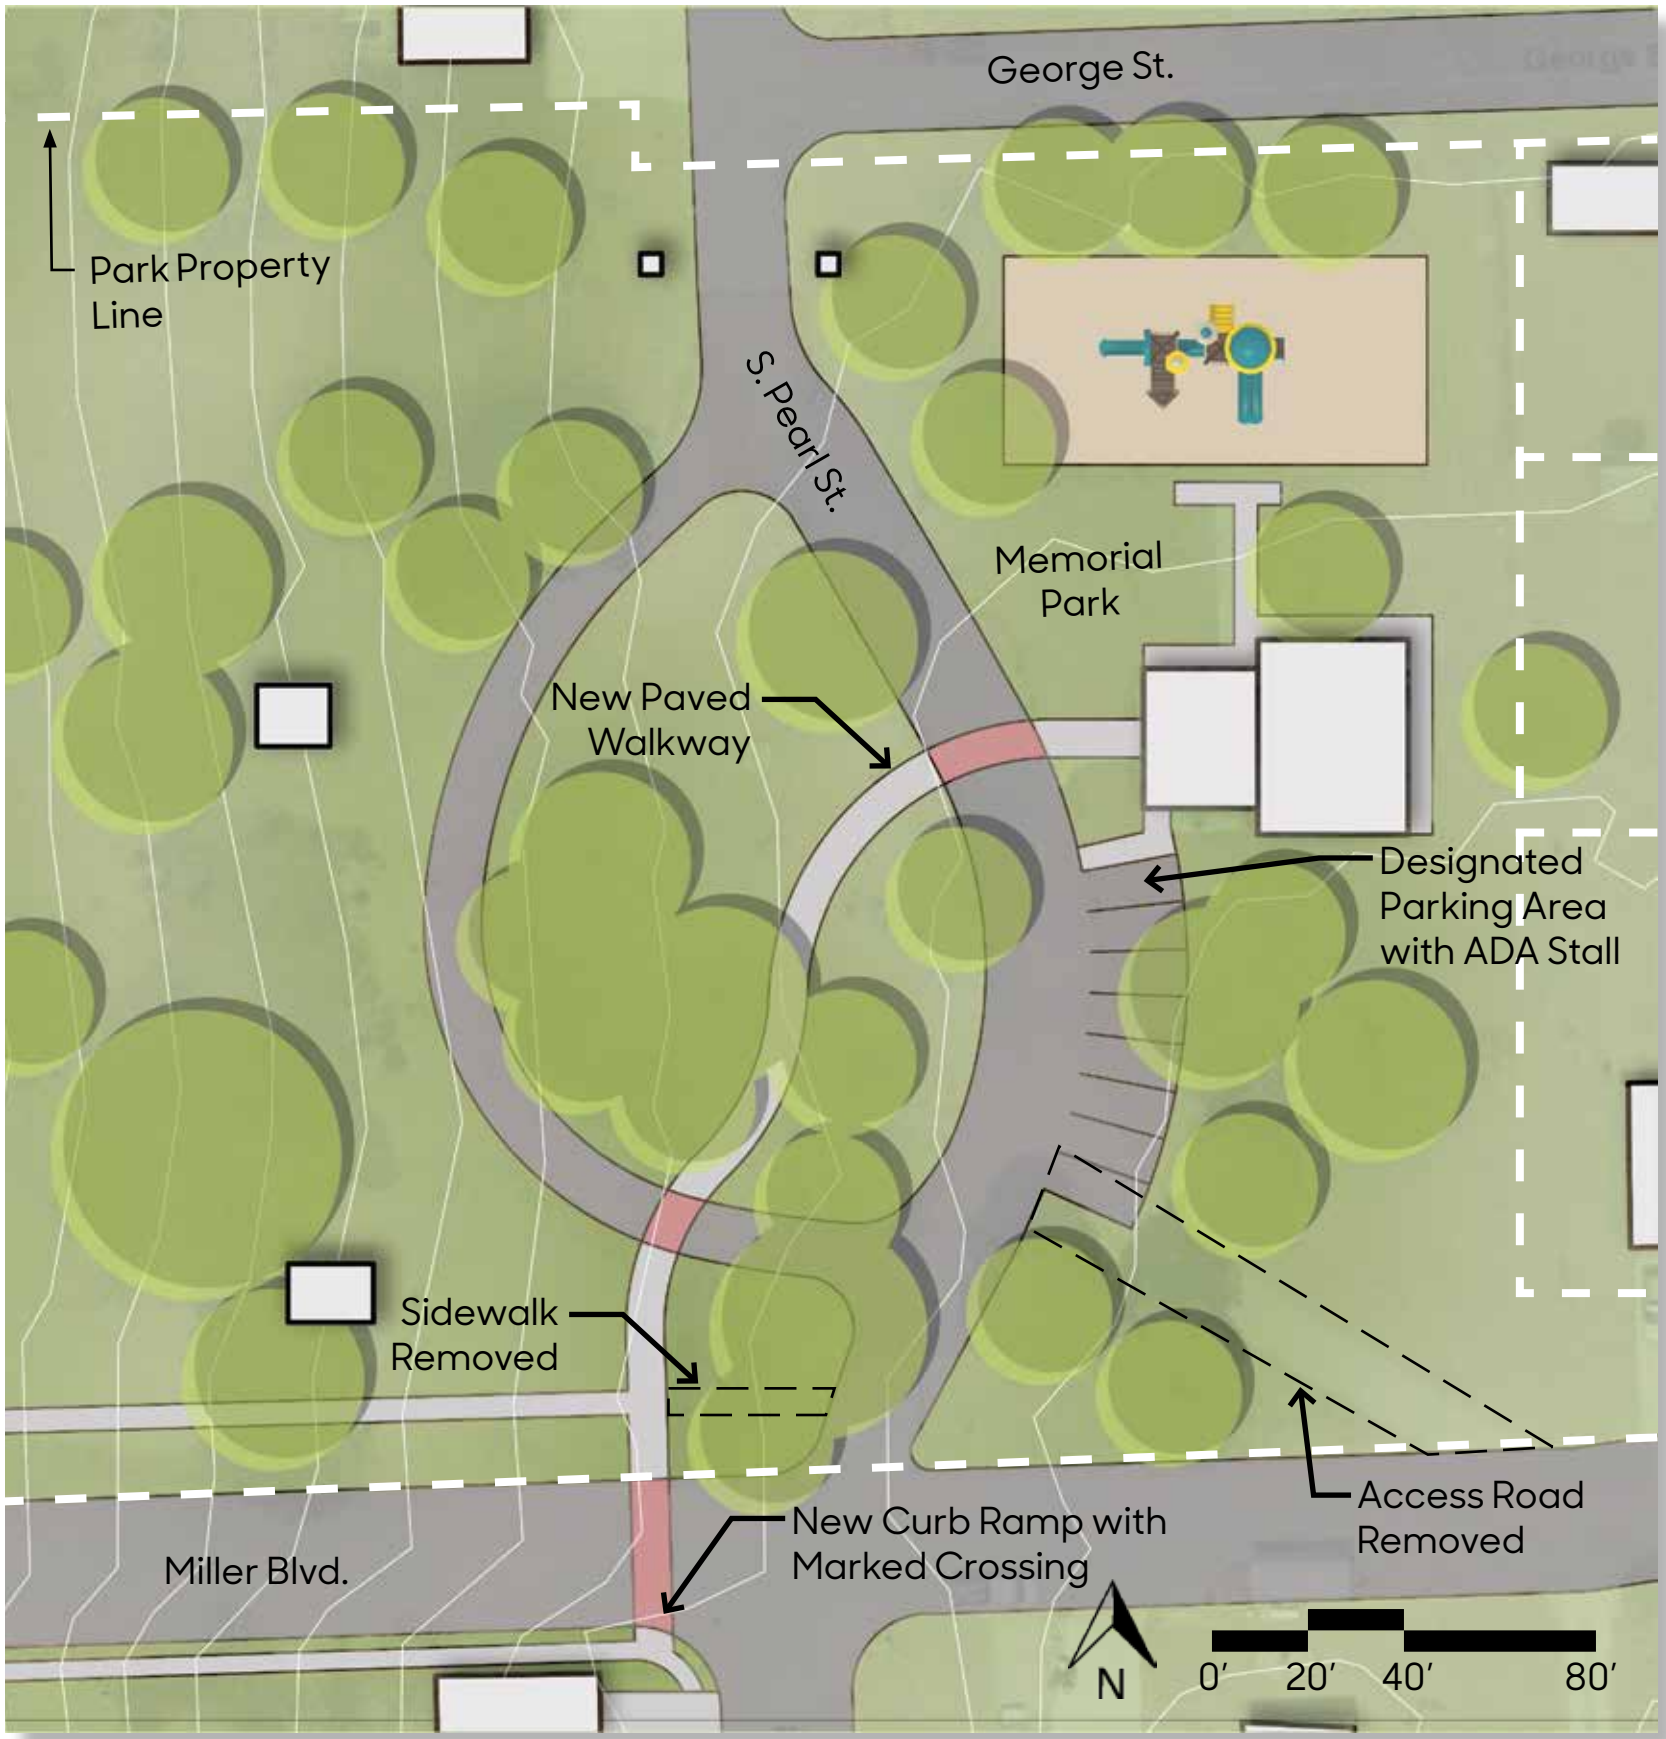 George St.
Park Property
Line
S. Pearl St.
Memorial
Park
New Paved
Walkway
Designated
Parking Area
with ADA Stall
Sidewalk
Removed
Access Road
Removed
New Curb Ramp with
Marked Crossing
Miller Blvd.
N
0' 20' 40' 80'